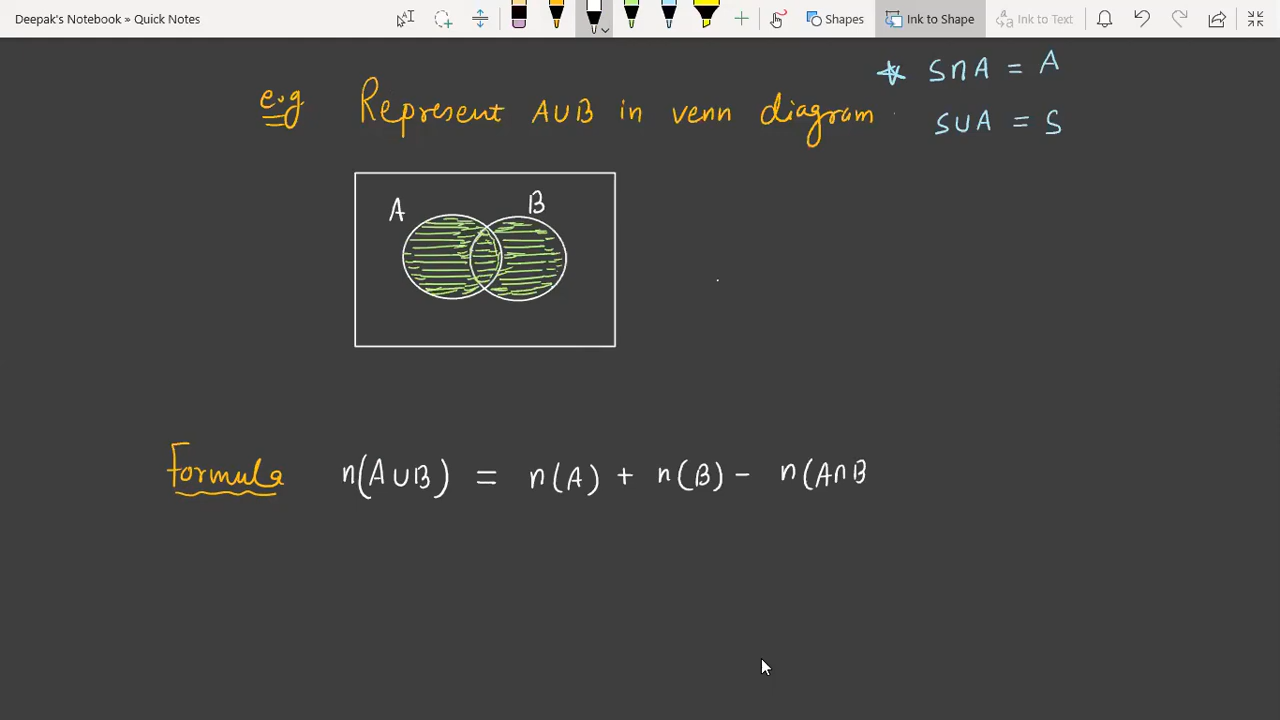 Deepak's Notebook » Quick Notes
Shapes
Ink to Shape
Ink to Text
e.g Represent A∪B in venn diagram
* S∩A = A
S∪A = S
A
B
Formula n(A∪B) = n(A) + n(B) - n(A∩B